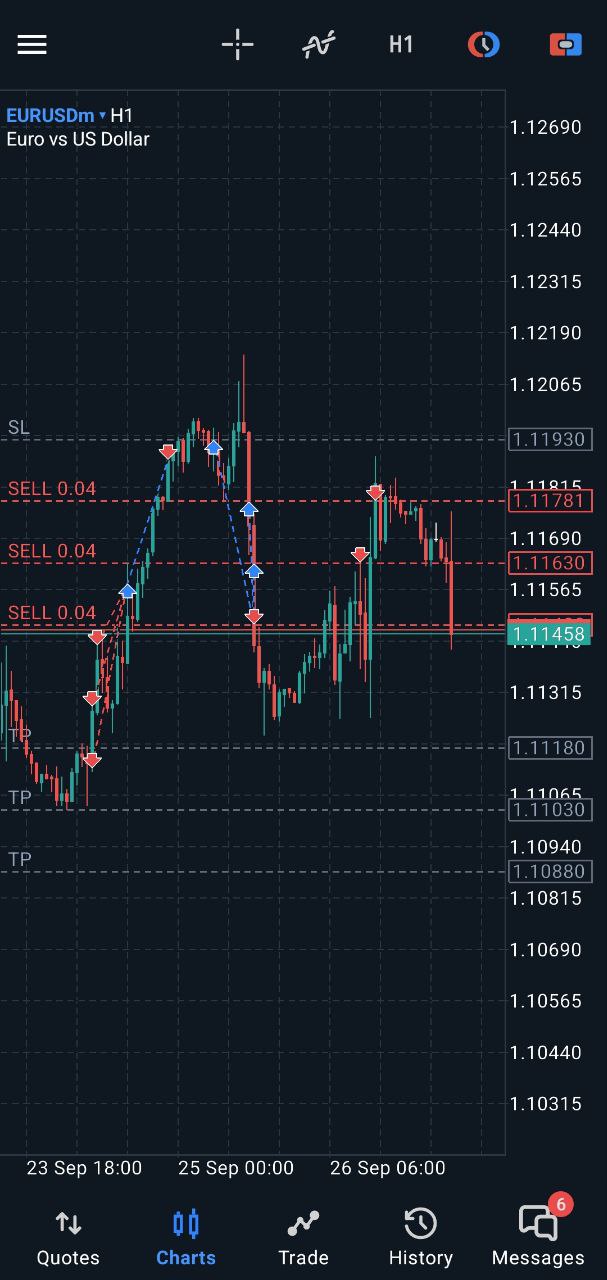 H1
EURUSDm ▾ H1
Euro vs US Dollar
1.12690
1.12565
1.12440
1.12315
1.12190
1.12065
SL
1.11930
1.11815
SELL 0.04
1.11781
1.11690
SELL 0.04
1.11630
1.11565
SELL 0.04
1.11458
1.11315
TP
1.11180
TP
1.11065
1.11030
1.10940
TP
1.10880
1.10815
1.10690
1.10565
1.10440
1.10315
23 Sep 18:00 25 Sep 00:00 26 Sep 06:00
6
Quotes Charts Trade History Messages